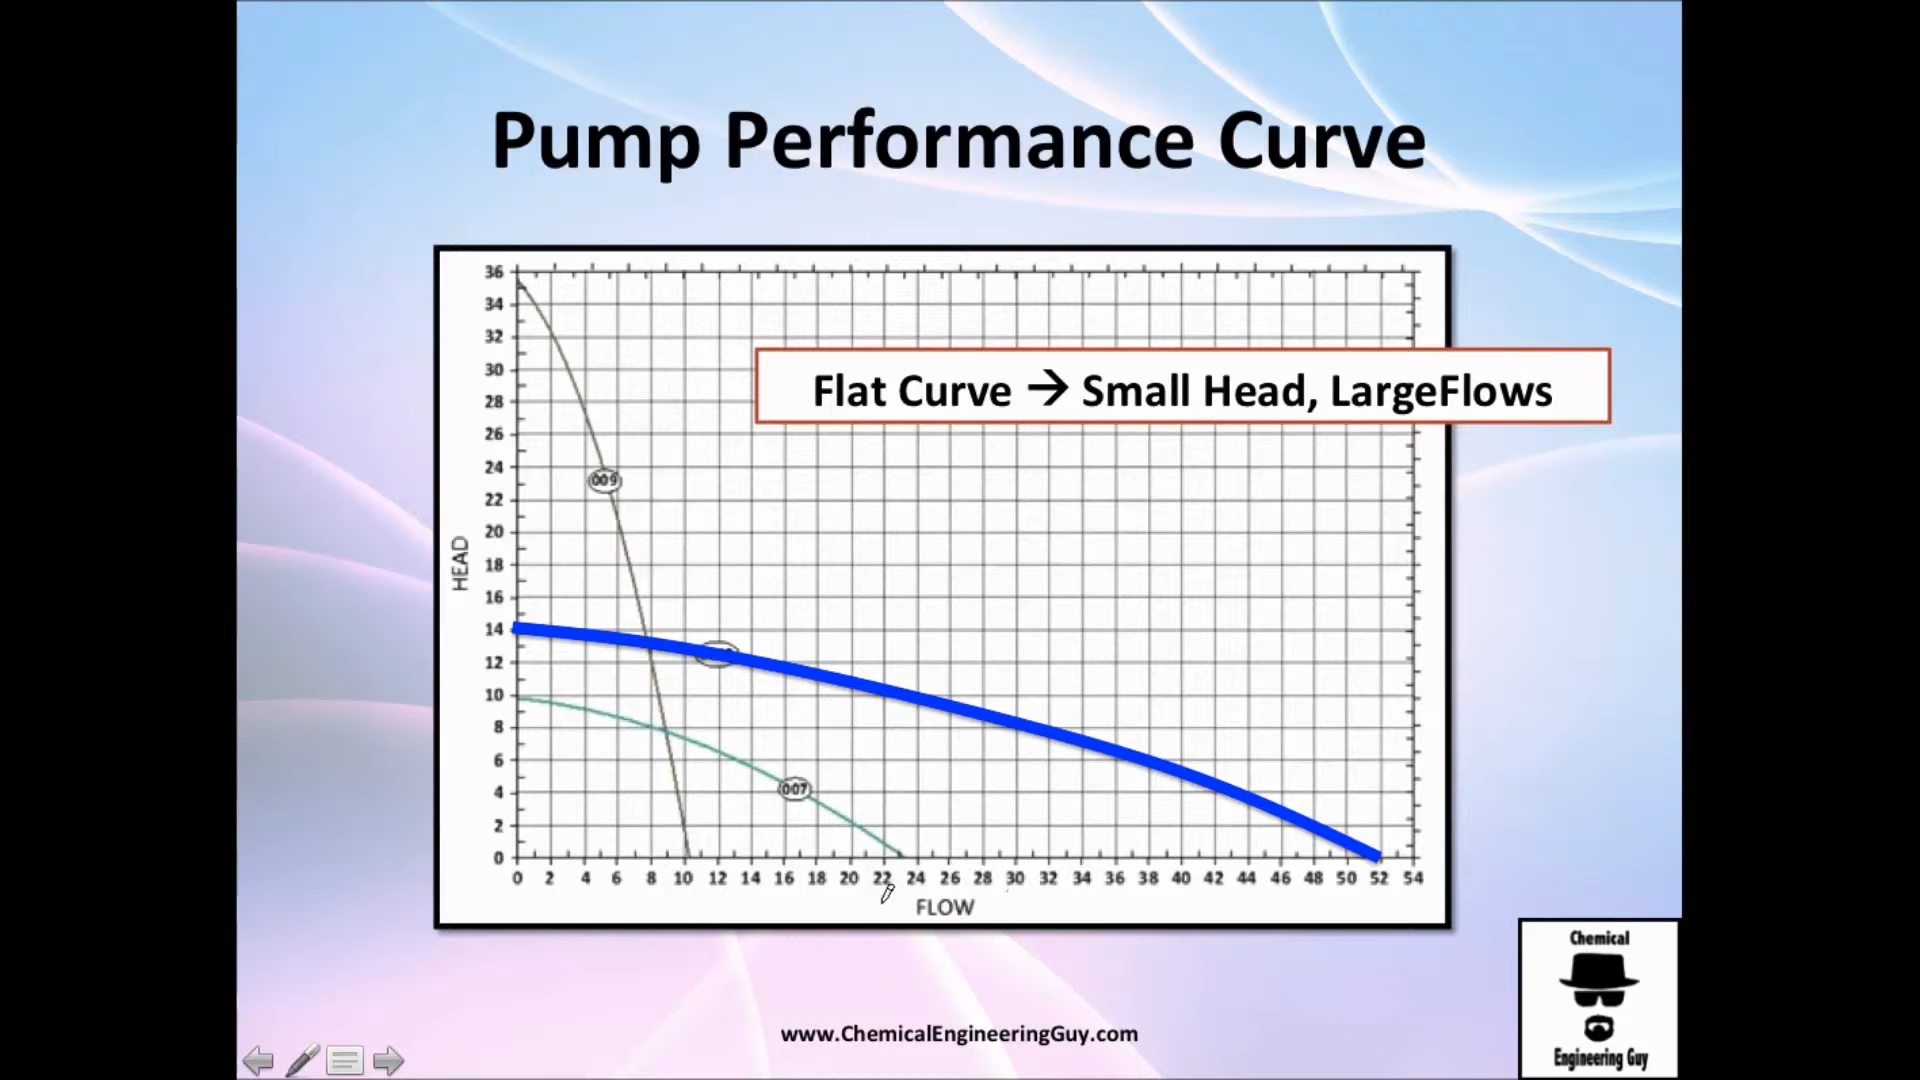 Pump Performance Curve
36
34
32
30
28
26
24
22
20
18
16
14
12
10
8
6
4
2
0
HEAD
Flat Curve → Small Head, LargeFlows
009
007
0 2 4 6 8 10 12 14 16 18 20 22 24 26 28 30 32 34 36 38 40 42 44 46 48 50 52 54
FLOW
www.ChemicalEngineeringGuy.com
Chemical
Engineering Guy